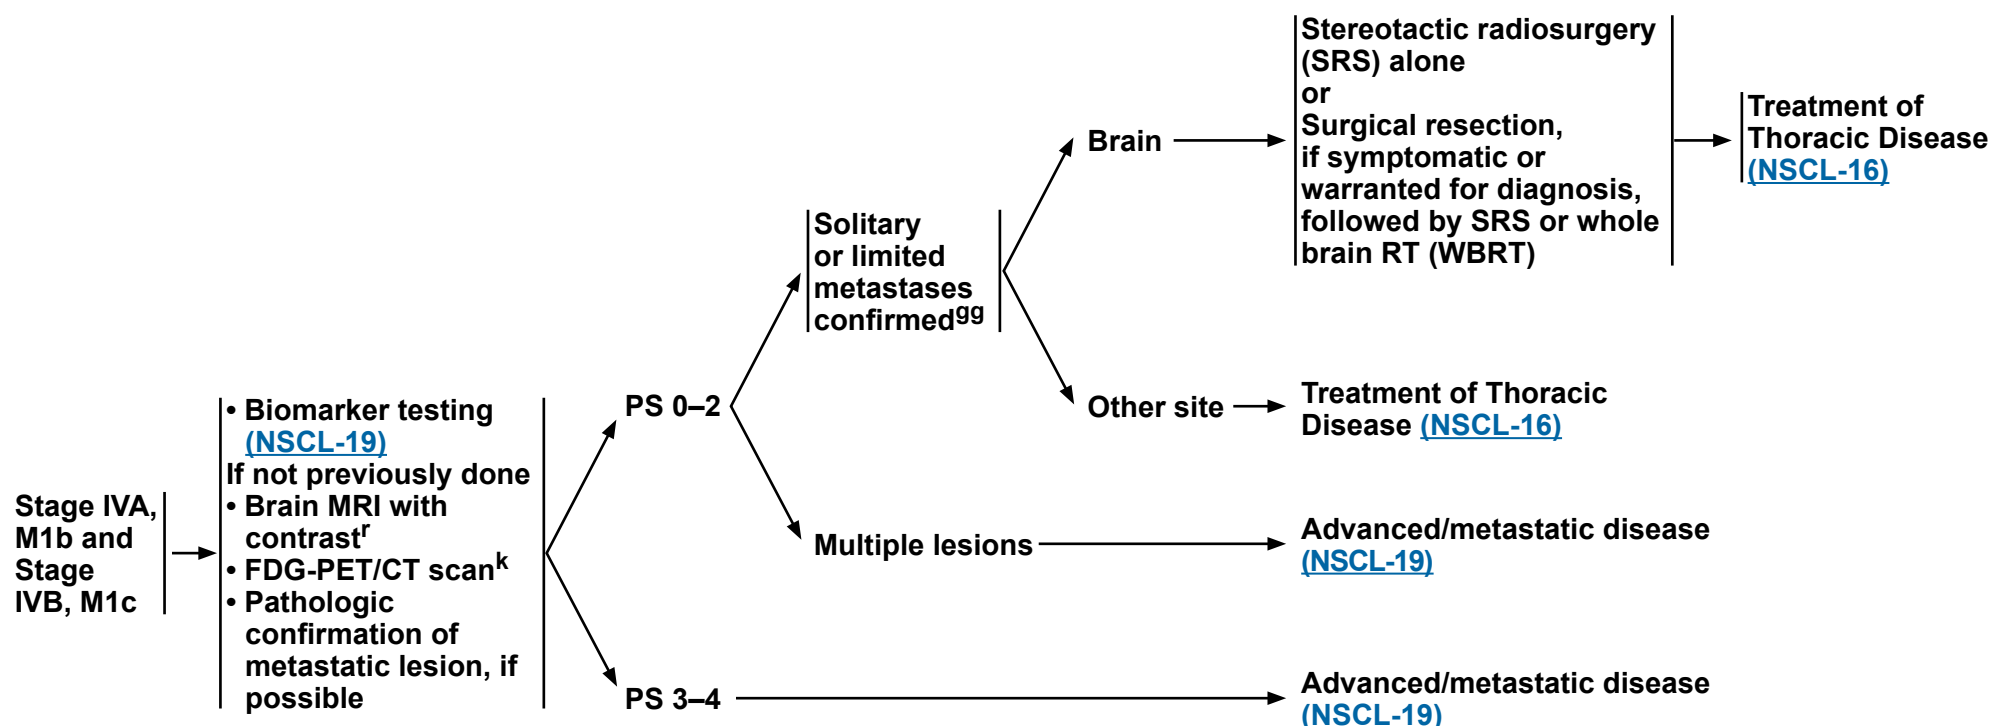 Stage IVA,
M1b and
Stage
IVB, M1c
• Biomarker testing
(NSCL-19)
If not previously done
• Brain MRI with
contrastʳ
• FDG-PET/CT scanᵏ
• Pathologic
confirmation of
metastatic lesion, if
possible
PS 0–2
Solitary
or limited
metastases
confirmedᵍᵍ
Brain
Stereotactic radiosurgery
(SRS) alone
or
Surgical resection,
if symptomatic or
warranted for diagnosis,
followed by SRS or whole
brain RT (WBRT)
Treatment of
Thoracic Disease
(NSCL-16)
Other site
Treatment of Thoracic
Disease (NSCL-16)
Multiple lesions
Advanced/metastatic disease
(NSCL-19)
PS 3–4
Advanced/metastatic disease
(NSCL-19)